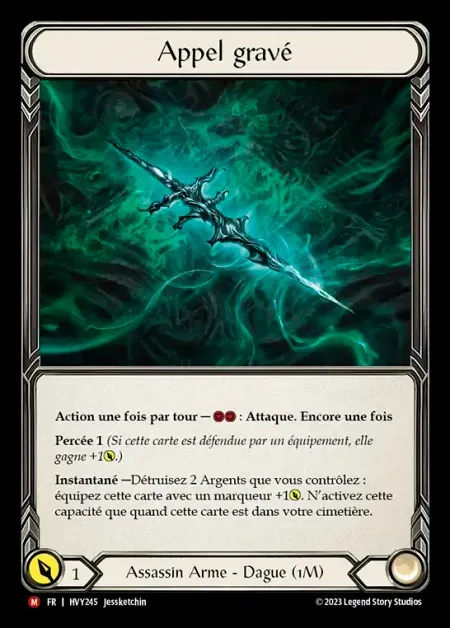 Appel gravé
Action une fois par tour — : Attaque. Encore une fois
Percée 1 (Si cette carte est défendue par un équipement, elle
gagne +1.)
Instantané —Détruisez 2 Argents que vous contrôlez :
équipez cette carte avec un marqueur +1. N'activez cette
capacité que quand cette carte est dans votre cimetière.
1
Assassin Arme - Dague (1M)
M FR | HVY245 Jessketchin
© 2023 Legend Story Studios